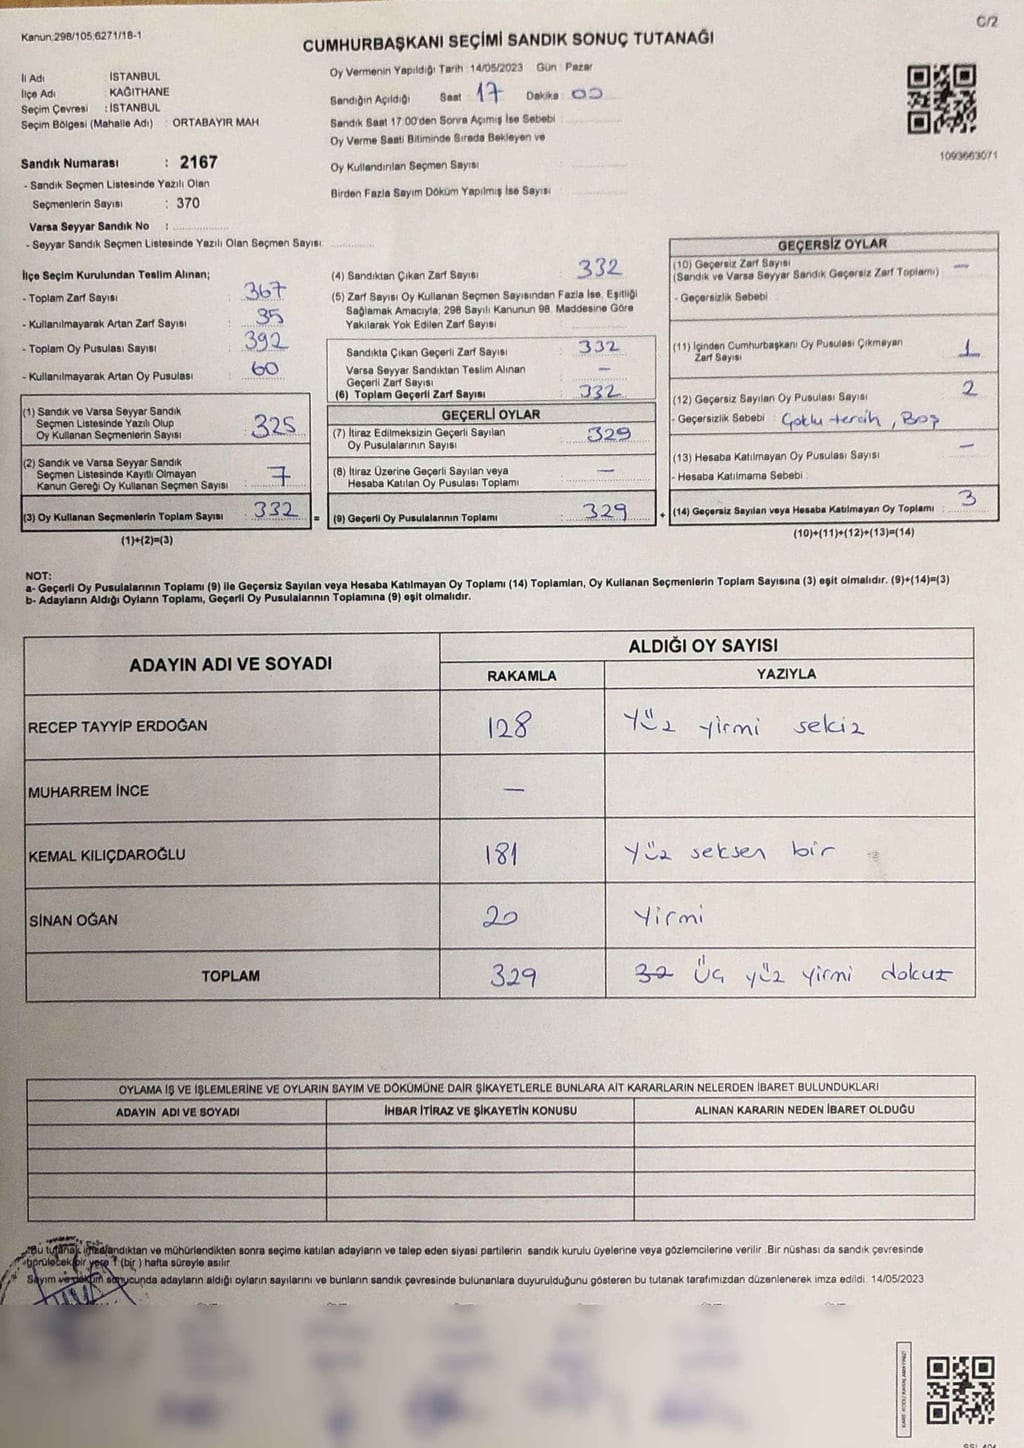 Kanun;298/105;6271/18-1
C/2
CUMHURBAŞKANI SEÇİMİ SANDIK SONUÇ TUTANAĞI
İl Adı : İSTANBUL
İlçe Adı : KAĞITHANE
Seçim Çevresi : İSTANBUL
Seçim Bölgesi (Mahalle Adı) : ORTABAYIR MAH.
Sandık Numarası : 2167
- Sandık Seçmen Listesinde Yazılı Olan
Seçmenlerin Sayısı : 370
Varsa Seyyar Sandık No :
- Seyyar Sandık Seçmen Listesinde Yazılı Olan Seçmen Sayısı:
Oy Vermenin Yapıldığı Tarih : 14/05/2023 Gün : Pazar
Sandığın Açıldığı Saat : 17 Dakika : 00
Sandık Saat 17:00'den Sonra Açımış İse Sebebi :
Oy Verme Saati Bitiminde Sırada Bekleyen ve
Oy Kullandırılan Seçmen Sayısı :
Birden Fazla Sayım Döküm Yapılmış İse Sayısı :
1093663071
İlçe Seçim Kurulundan Teslim Alınan;
- Toplam Zarf Sayısı : 367
- Kullanılmayarak Artan Zarf Sayısı : 35
- Toplam Oy Pusulası Sayısı : 392
- Kullanılmayarak Artan Oy Pusulası : 60
(1) Sandık ve Varsa Seyyar Sandık
Seçmen Listesinde Yazılı Olup
Oy Kullanan Seçmenlerin Sayısı : 325
(2) Sandık ve Varsa Seyyar Sandık
Seçmen Listesinde Kayıtlı Olmayan
Kanun Gereği Oy Kullanan Seçmen Sayısı : 7
(3) Oy Kullanan Seçmenlerin Toplam Sayısı : 332 =
(1)+(2)=(3)
(4) Sandıktan Çıkan Zarf Sayısı : 332
(5) Zarf Sayısı Oy Kullanan Seçmen Sayısından Fazla İse, Eşitliği
Sağlamak Amacıyla, 298 Sayılı Kanunun 98. Maddesine Göre
Yakılarak Yok Edilen Zarf Sayısı :
Sandıkta Çıkan Geçerli Zarf Sayısı : 332
Varsa Seyyar Sandıktan Teslim Alınan
Geçerli Zarf Sayısı : —
(6) Toplam Geçerli Zarf Sayısı : 332
GEÇERLİ OYLAR
(7) İtiraz Edilmeksizin Geçerli Sayılan
Oy Pusulalarının Sayısı : 329
(8) İtiraz Üzerine Geçerli Sayılan veya
Hesaba Katılan Oy Pusulası Toplamı : —
(9) Geçerli Oy Pusulalarının Toplamı : 329 +
GEÇERSİZ OYLAR
(10) Geçersiz Zarf Sayısı : —
(Sandık ve Varsa Seyyar Sandık Geçersiz Zarf Toplamı)
- Geçersizlik Sebebi :
(11) İçinden Cumhurbaşkanı Oy Pusulası Çıkmayan
Zarf Sayısı : 1
(12) Geçersiz Sayılan Oy Pusulası Sayısı : 2
- Geçersizlik Sebebi : Çoklu tercih, Boş
(13) Hesaba Katılmayan Oy Pusulası Sayısı : —
- Hesaba Katılmama Sebebi :
(14) Geçersiz Sayılan veya Hesaba Katılmayan Oy Toplamı : 3
(10)+(11)+(12)+(13)=(14)
NOT:
a- Geçerli Oy Pusulalarının Toplamı (9) ile Geçersiz Sayılan veya Hesaba Katılmayan Oy Toplamı (14) Toplamları, Oy Kullanan Seçmenlerin Toplam Sayısına (3) eşit olmalıdır. (9)+(14)=(3)
b- Adayların Aldığı Oyların Toplamı, Geçerli Oy Pusulalarının Toplamına (9) eşit olmalıdır.
ADAYIN ADI VE SOYADI ALDIĞI OY SAYISI
RAKAMLA YAZIYLA
RECEP TAYYİP ERDOĞAN 128 Yüz yirmi sekiz
MUHARREM İNCE —
KEMAL KILIÇDAROĞLU 181 Yüz seksen bir
SİNAN OĞAN 20 Yirmi
TOPLAM 329 32 Üç yüz yirmi dokuz
OYLAMA İŞ VE İŞLEMLERİNE VE OYLARIN SAYIM VE DÖKÜMÜNE DAİR ŞİKAYETLERLE BUNLARA AİT KARARLARIN NELERDEN İBARET BULUNDUKLARI
ADAYIN ADI VE SOYADI İHBAR İTİRAZ VE ŞİKAYETİN KONUSU ALINAN KARARIN NEDEN İBARET OLDUĞU
*Bu tutanak imzalandıktan ve mühürlendikten sonra seçime katılan adayların ve talep eden siyasi partilerin sandık kurulu üyelerine veya gözlemcilerine verilir. Bir nüshası da sandık çevresinde
görülecek bir yere 1 (bir ) hafta süreyle asılır.
Sayım ve döküm sonucunda adayların aldığı oyların sayılarını ve bunların sandık çevresinde bulunanlara duyurulduğunu gösteren bu tutanak tarafımızdan düzenlenerek imza edildi. 14/05/2023